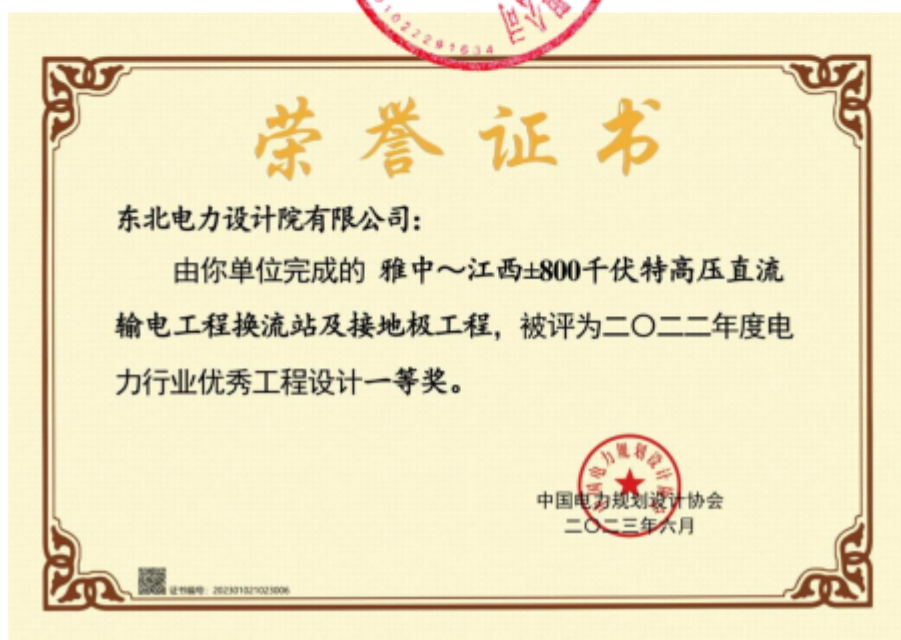 荣誉证书
东北电力设计院有限公司：
由你单位完成的 雅中～江西±800千伏特高压直流
输电工程换流站及接地极工程，被评为二〇二二年度电
力行业优秀工程设计一等奖。
中国电力规划设计协会
二〇二三年六月
证书编号：202301021023006